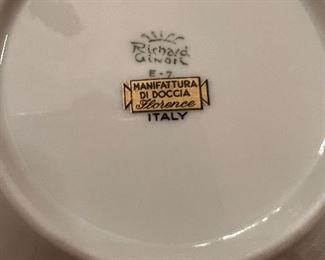 Richard
Ginori
E-7
MANIFATTURA
DI DOCCIA
Florence
ITALY